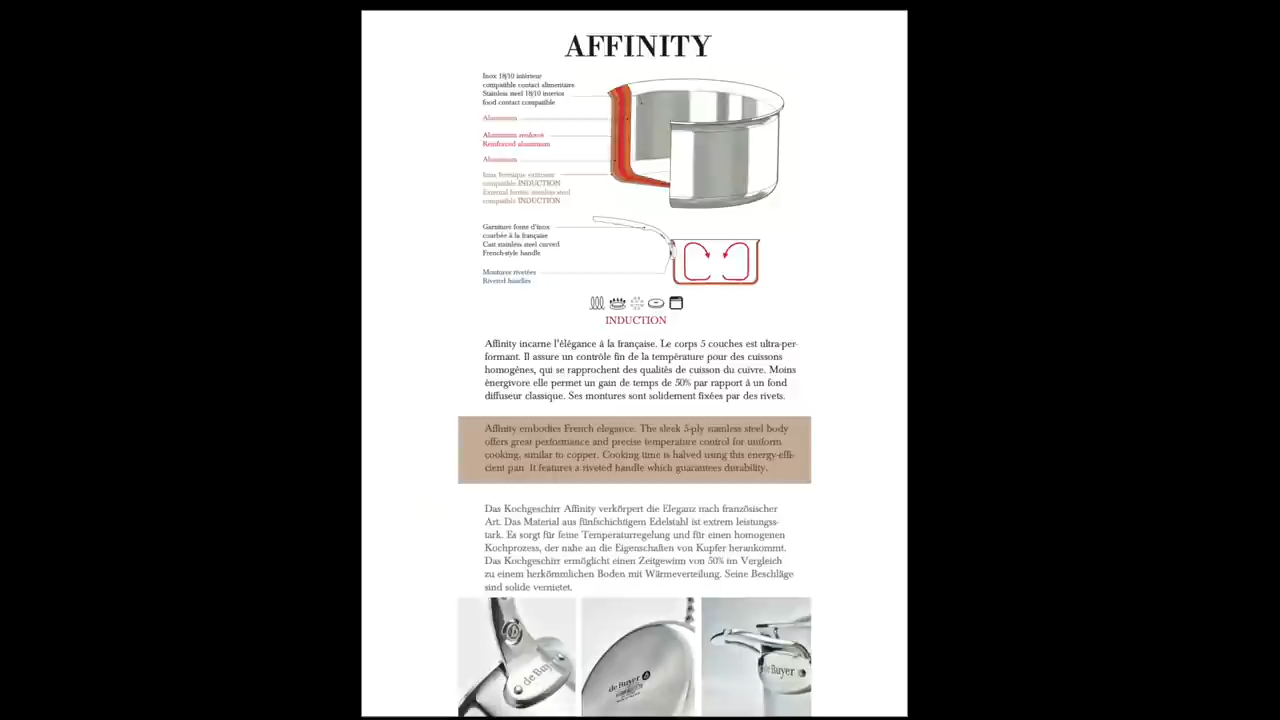 AFFINITY
Inox 18/10 intérieur
compatible contact alimentaire
Stainless steel 18/10 interior
food contact compatible
Aluminum
Aluminum renforcé
Reinforced aluminum
Aluminum
Inox ferrique extérieur
compatible INDUCTION
External ferric stainless steel
compatible INDUCTION
Garniture fonte d'inox
courbée à la française
Cast stainless steel curved
French-style handle
Montures rivetées
Riveted handles
INDUCTION
Affinity incarne l'élégance à la française. Le corps 5 couches est ultra-per-
formant. Il assure un contrôle fin de la température pour des cuissons
homogènes, qui se rapprochent des qualités de cuisson du cuivre. Moins
énergivore elle permet un gain de temps de 50% par rapport à un fond
diffuseur classique. Ses montures sont solidement fixées par des rivets.
Affinity embodies French elegance. The sleek 5-ply stainless steel body
offers great performance and precise temperature control for uniform
cooking, similar to copper. Cooking time is halved using this energy-effi-
cient pan. It features a riveted handle which guarantees durability.
Das Kochgeschirr Affinity verkörpert die Eleganz nach französischer
Art. Das Material aus fünfschichtigem Edelstahl ist extrem leistungss-
tark. Es sorgt für feine Temperaturregelung und für einen homogenen
Kochprozess, der nahe an die Eigenschaften von Kupfer herankommt.
Das Kochgeschirr ermöglicht einen Zeitgewinn von 50% im Vergleich
zu einem herkömmlichen Boden mit Wärmeverteilung. Seine Beschläge
sind solide vernietet.
de Buyer
de Buyer
de Buyer